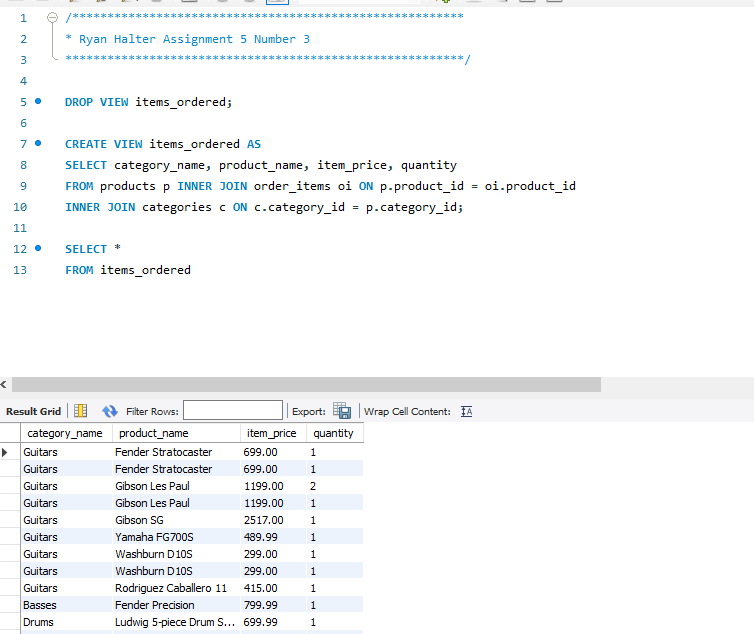 1 /********************************************************
2 * Ryan Halter Assignment 5 Number 3
3 *********************************************************/
4
5 DROP VIEW items_ordered;
6
7 CREATE VIEW items_ordered AS
8 SELECT category_name, product_name, item_price, quantity
9 FROM products p INNER JOIN order_items oi ON p.product_id = oi.product_id
10 INNER JOIN categories c ON c.category_id = p.category_id;
11
12 SELECT *
13 FROM items_ordered
Result Grid Filter Rows: Export: Wrap Cell Content: IA
category_name product_name item_price quantity
Guitars Fender Stratocaster 699.00 1
Guitars Fender Stratocaster 699.00 1
Guitars Gibson Les Paul 1199.00 2
Guitars Gibson Les Paul 1199.00 1
Guitars Gibson SG 2517.00 1
Guitars Yamaha FG700S 489.99 1
Guitars Washburn D10S 299.00 1
Guitars Washburn D10S 299.00 1
Guitars Rodriguez Caballero 11 415.00 1
Basses Fender Precision 799.99 1
Drums Ludwig 5-piece Drum S... 699.99 1